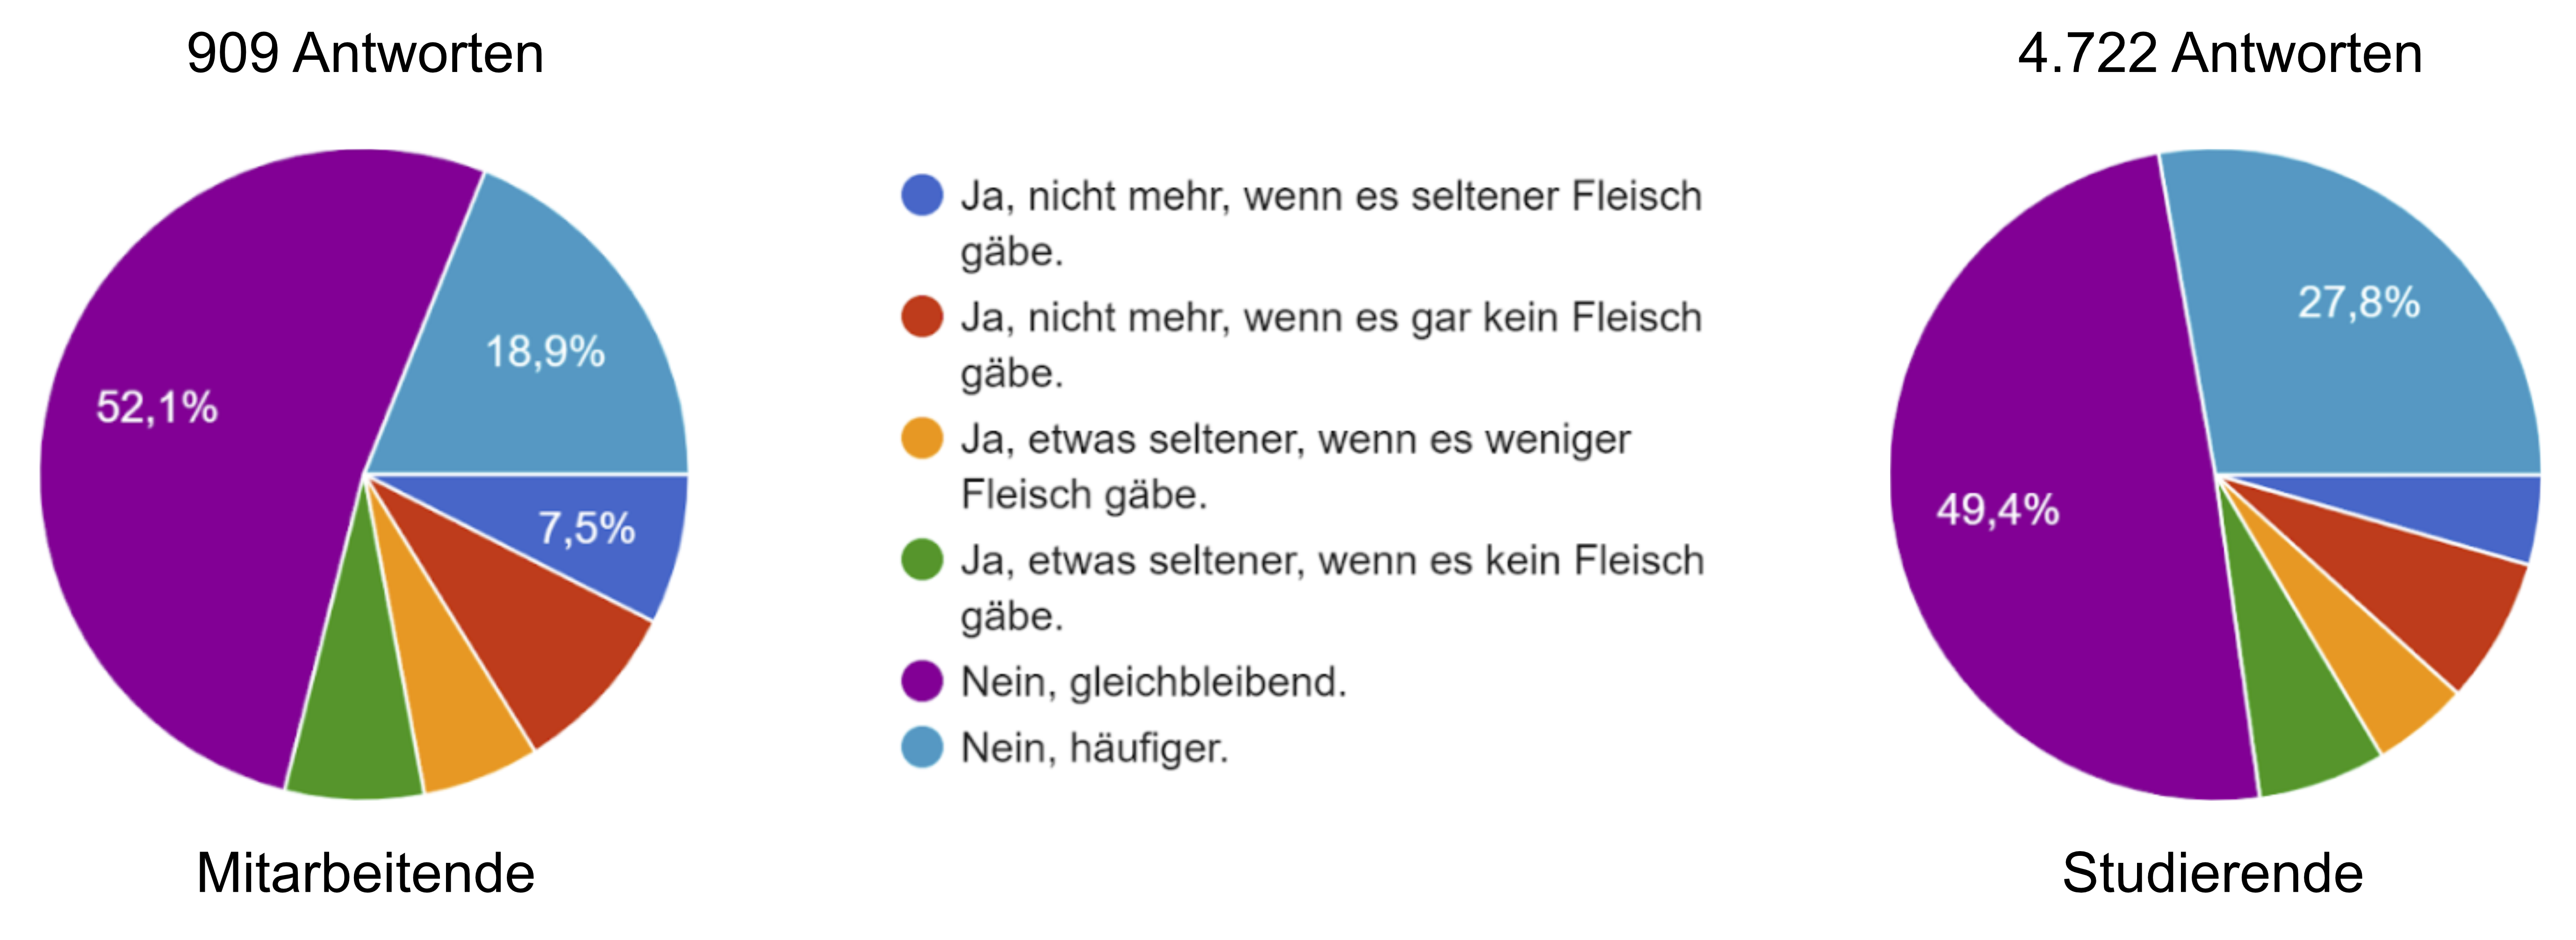 909 Antworten
52,1%
18,9%
7,5%
Mitarbeitende
Ja, nicht mehr, wenn es seltener Fleisch
gäbe.
Ja, nicht mehr, wenn es gar kein Fleisch
gäbe.
Ja, etwas seltener, wenn es weniger
Fleisch gäbe.
Ja, etwas seltener, wenn es kein Fleisch
gäbe.
Nein, gleichbleibend.
Nein, häufiger.
4.722 Antworten
27,8%
49,4%
Studierende